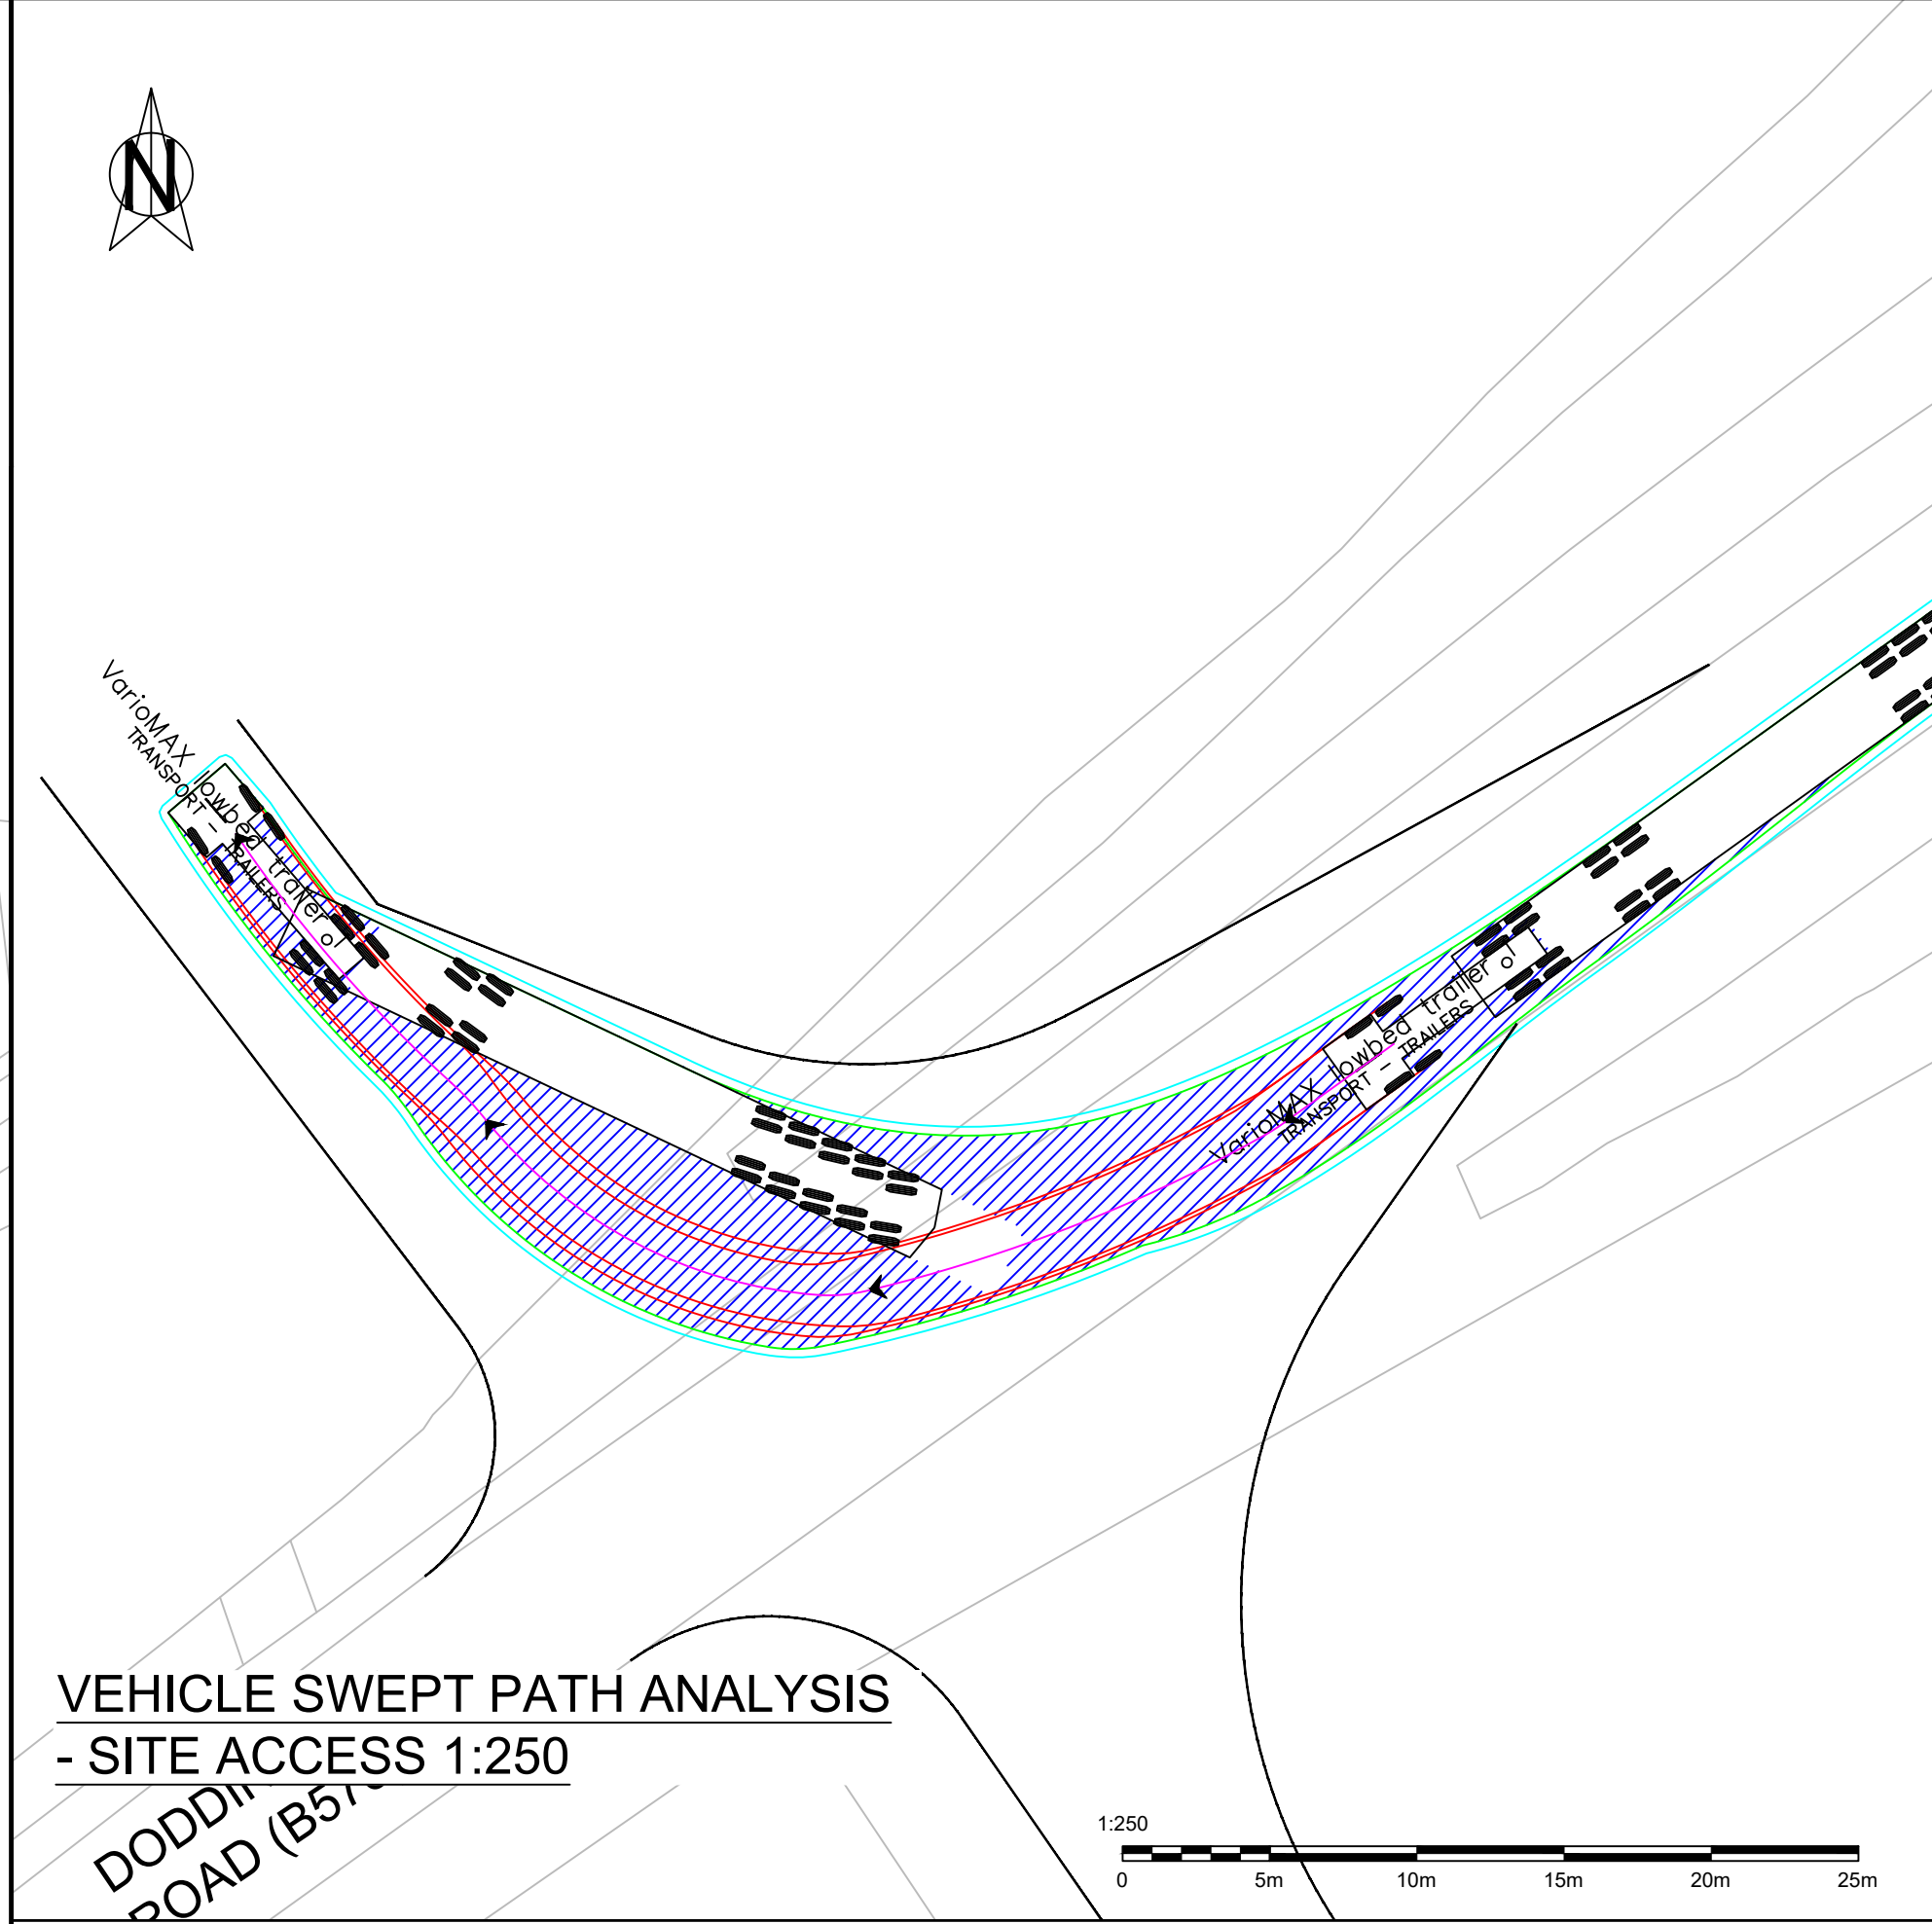 N
VarioMAX lowbed trailer o
TRANSPORT - TRAILERS
VarioMAX lowbed trailer o
TRANSPORT - TRAILERS
VEHICLE SWEPT PATH ANALYSIS
- SITE ACCESS 1:250
ROAD
1:250
0 5m 10m 15m 20m 25m